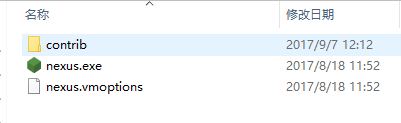 名称 修改日期
contrib 2017/9/7 12:12
nexus.exe 2017/8/18 11:52
nexus.vmoptions 2017/8/18 11:52